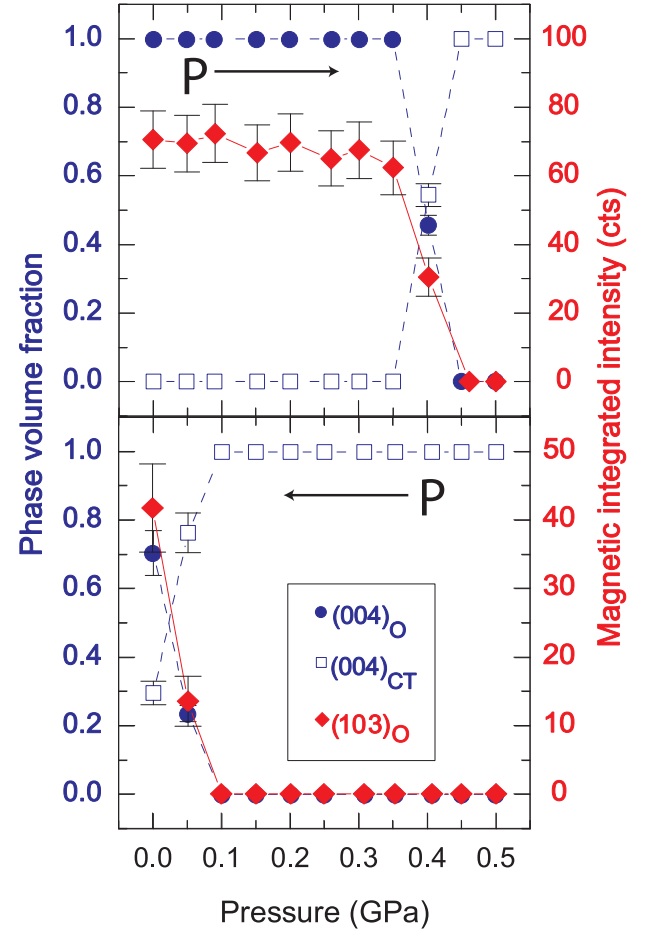 1.0 100
P
0.8 80
0.6 60
0.4 40
0.2 20
0.0 0
1.0 50
P
0.8 40
0.6 30
0.4 20
0.2 10
0.0 0
(004)O
(004)CT
(103)O
0.0 0.1 0.2 0.3 0.4 0.5
Pressure (GPa)
Phase volume fraction
Magnetic integrated intensity (cts)